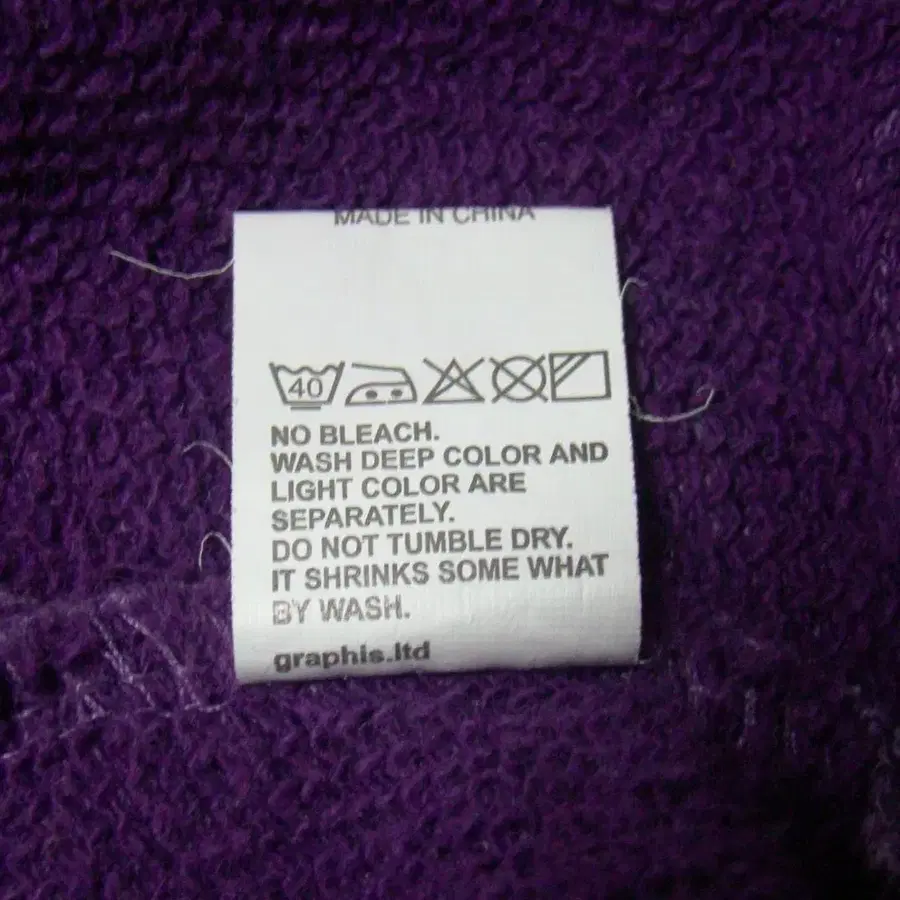 MADE IN CHINA
40
NO BLEACH.
WASH DEEP COLOR AND
LIGHT COLOR ARE
SEPARATELY.
DO NOT TUMBLE DRY.
IT SHRINKS SOME WHAT
BY WASH.
graphis.ltd